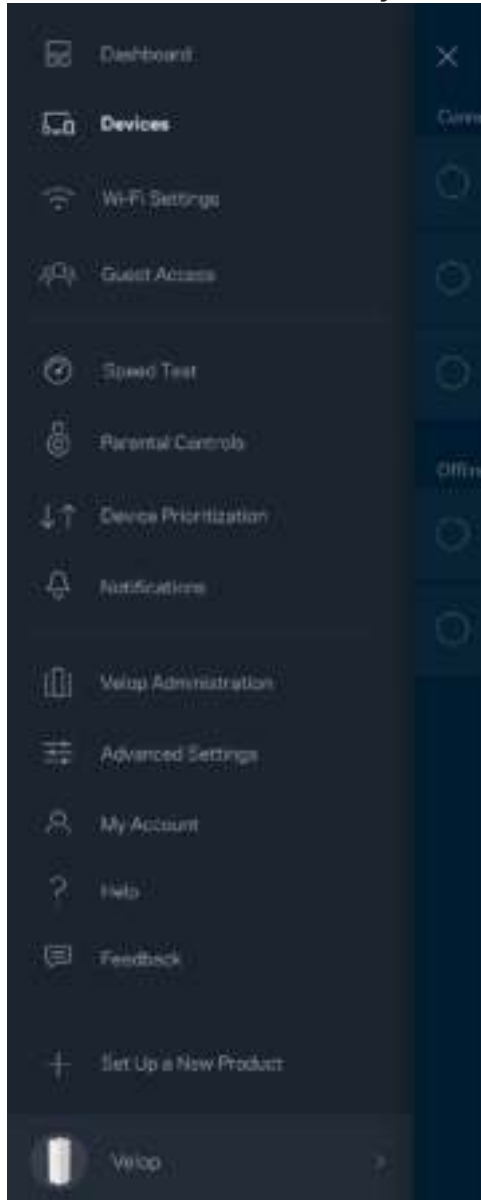 Dashboard
Devices
Wi-Fi Settings
Guest Access
Speed Test
Parental Controls
Device Prioritization
Notifications
Velop Administration
Advanced Settings
My Account
Help
Feedback
Set Up a New Product
Velop